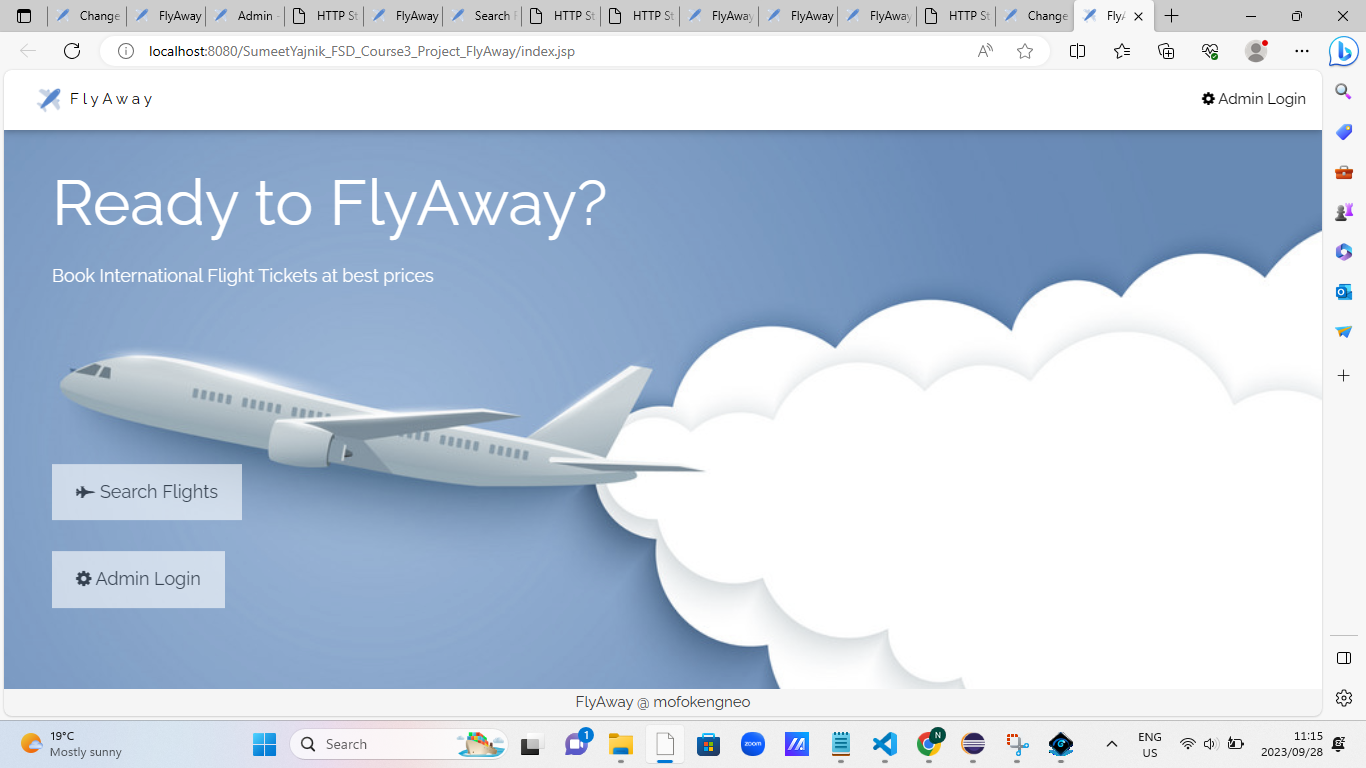 Change
FlyAway
Admin -
HTTP St
FlyAway
Search F
HTTP St
HTTP St
FlyAway
FlyAway
FlyAway
HTTP St
Change
FlyA
localhost:8080/SumeetYajnik_FSD_Course3_Project_FlyAway/index.jsp
FlyAway
Admin Login
Ready to FlyAway?
Book International Flight Tickets at best prices
Search Flights
Admin Login
FlyAway @ mofokengneo
19°C
Mostly sunny
Search
1
zoom
N
ENG
US
11:15
2023/09/28